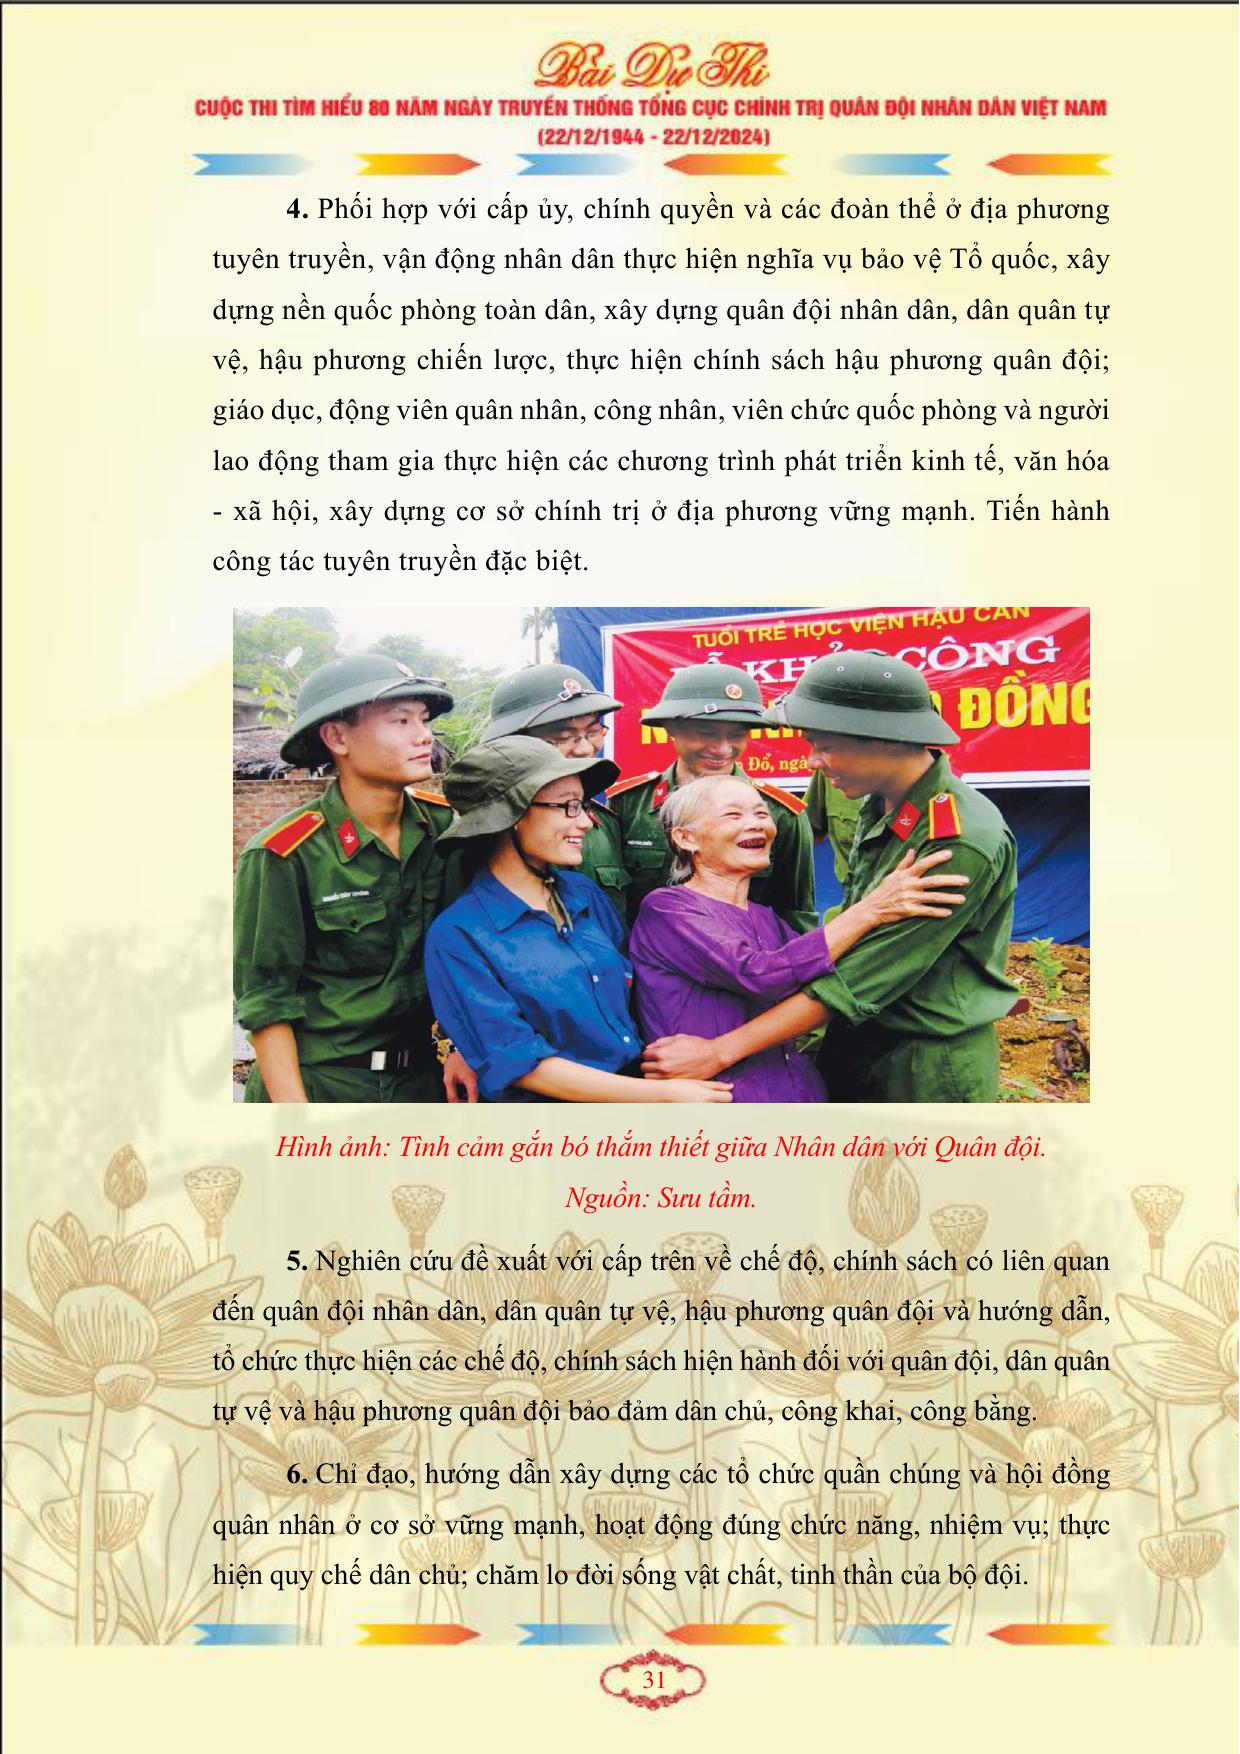 Bài Dự Thi
CUỘC THI TÌM HIỂU 80 NĂM NGÀY TRUYỀN THỐNG TỔNG CỤC CHÍNH TRỊ QUÂN ĐỘI NHÂN DÂN VIỆT NAM
(22/12/1944 - 22/12/2024)
4. Phối hợp với cấp ủy, chính quyền và các đoàn thể ở địa phương
tuyên truyền, vận động nhân dân thực hiện nghĩa vụ bảo vệ Tổ quốc, xây
dựng nền quốc phòng toàn dân, xây dựng quân đội nhân dân, dân quân tự
vệ, hậu phương chiến lược, thực hiện chính sách hậu phương quân đội;
giáo dục, động viên quân nhân, công nhân, viên chức quốc phòng và người
lao động tham gia thực hiện các chương trình phát triển kinh tế, văn hóa
- xã hội, xây dựng cơ sở chính trị ở địa phương vững mạnh. Tiến hành
công tác tuyên truyền đặc biệt.
TUỔI TRẺ HỌC VIỆN HẬU CẦN
CÔNG
ĐỒNG
Đổ, ngày
Hình ảnh: Tình cảm gắn bó thắm thiết giữa Nhân dân với Quân đội.
Nguồn: Sưu tầm.
5. Nghiên cứu đề xuất với cấp trên về chế độ, chính sách có liên quan
đến quân đội nhân dân, dân quân tự vệ, hậu phương quân đội và hướng dẫn,
tổ chức thực hiện các chế độ, chính sách hiện hành đối với quân đội, dân quân
tự vệ và hậu phương quân đội bảo đảm dân chủ, công khai, công bằng.
6. Chỉ đạo, hướng dẫn xây dựng các tổ chức quần chúng và hội đồng
quân nhân ở cơ sở vững mạnh, hoạt động đúng chức năng, nhiệm vụ; thực
hiện quy chế dân chủ; chăm lo đời sống vật chất, tinh thần của bộ đội.
31